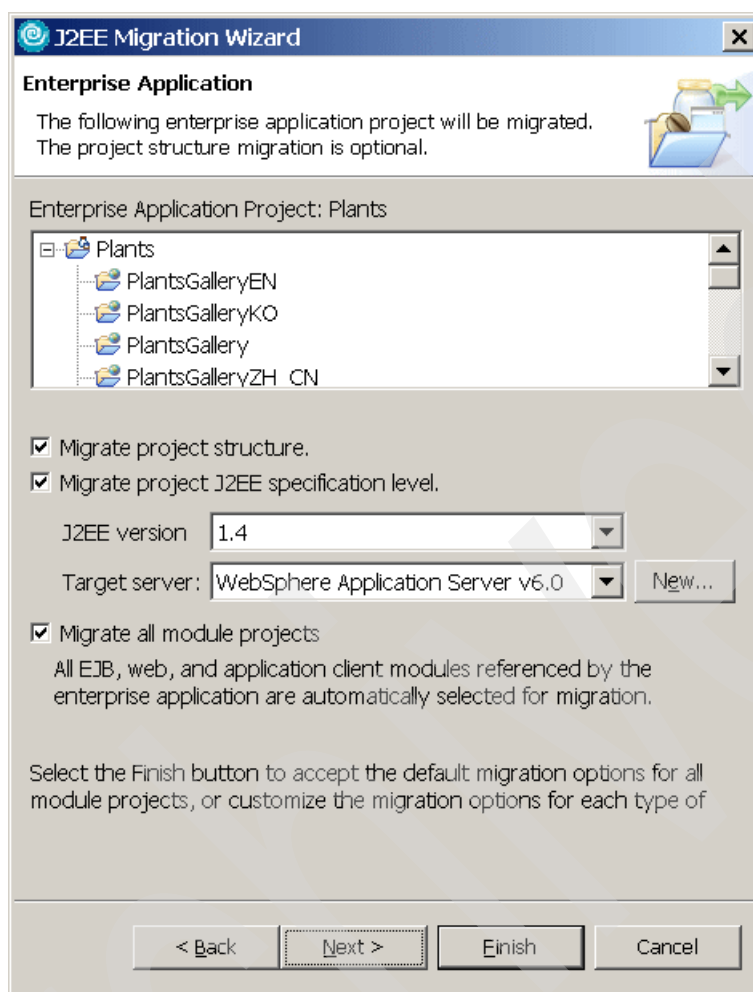 J2EE Migration Wizard
Enterprise Application
The following enterprise application project will be migrated.
The project structure migration is optional.
Enterprise Application Project: Plants
Plants
PlantsGalleryEN
PlantsGalleryKO
PlantsGallery
PlantsGalleryZH_CN
Migrate project structure.
Migrate project J2EE specification level.
J2EE version 1.4
Target server: WebSphere Application Server v6.0 New...
Migrate all module projects
All EJB, web, and application client modules referenced by the
enterprise application are automatically selected for migration.
Select the Finish button to accept the default migration options for all
module projects, or customize the migration options for each type of
< Back Next > Finish Cancel